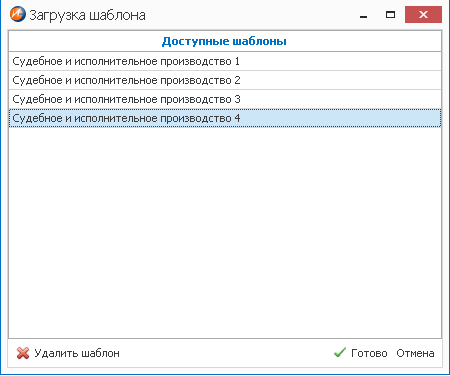 Загрузка шаблона
Доступные шаблоны
Судебное и исполнительное производство 1
Судебное и исполнительное производство 2
Судебное и исполнительное производство 3
Судебное и исполнительное производство 4
Удалить шаблон Готово Отмена